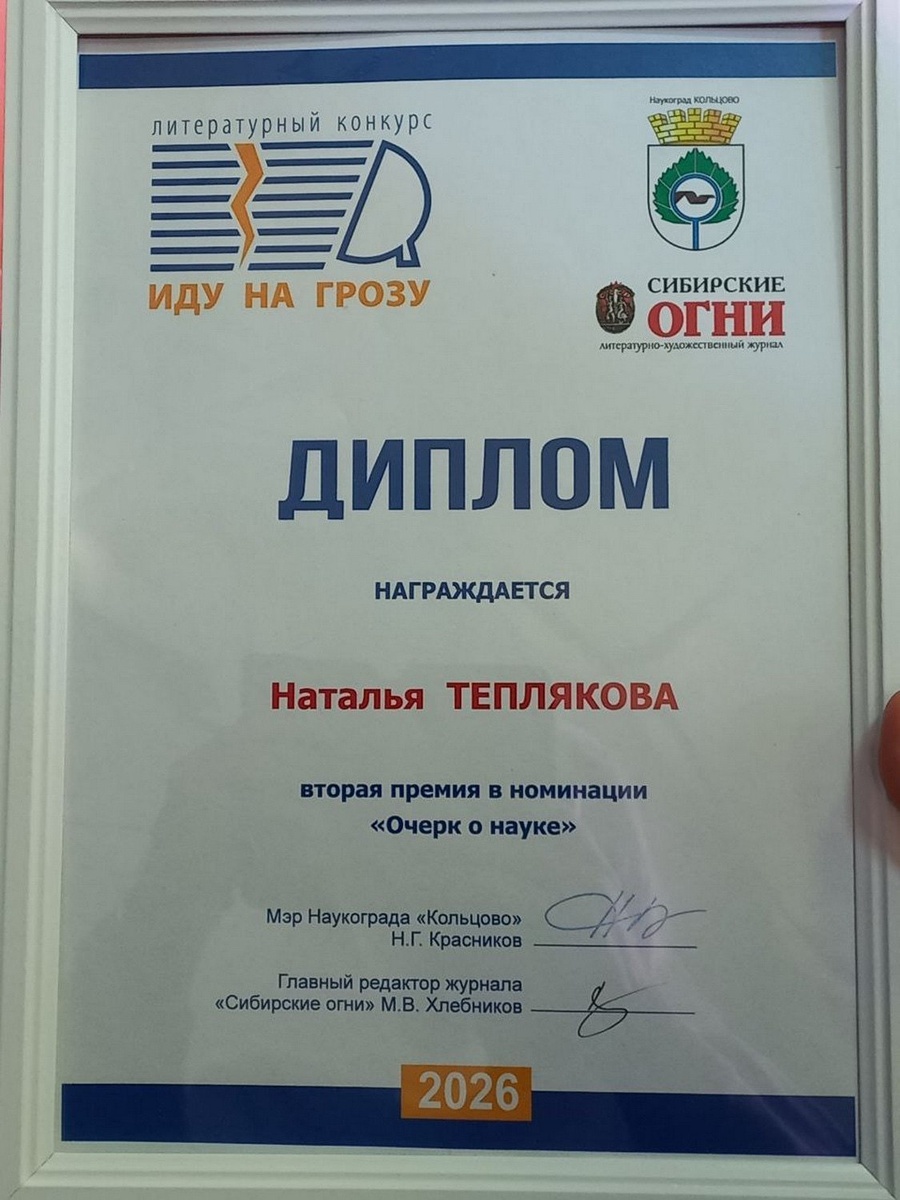 литературный конкурс
ИДУ НА ГРОЗУ
Наукоград КОЛЬЦОВО
СИБИРСКИЕ
ОГНИ
литературно-художественный журнал
ДИПЛОМ
НАГРАЖДАЕТСЯ
Наталья ТЕПЛЯКОВА
вторая премия в номинации
«Очерк о науке»
Мэр Наукограда «Кольцово»
Н.Г. Красников
Главный редактор журнала
«Сибирские огни» М.В. Хлебников
2026